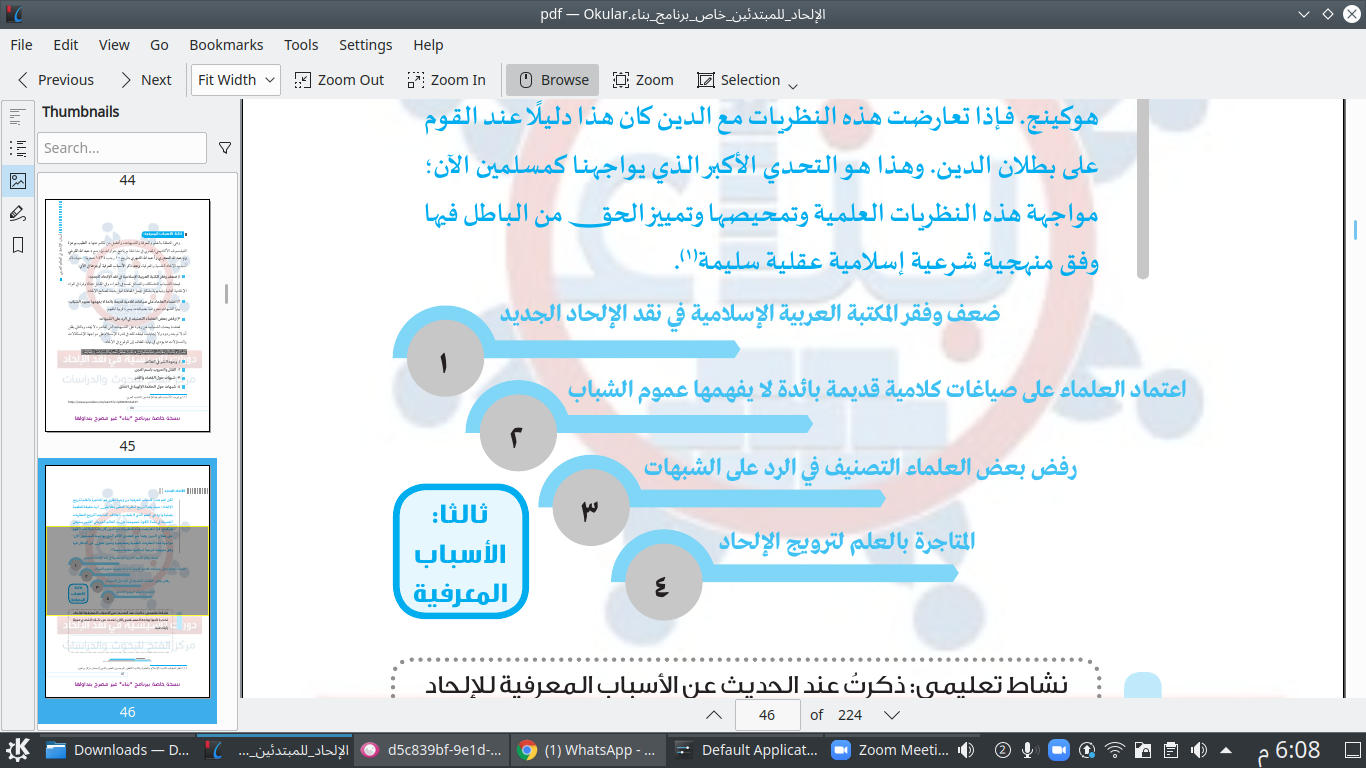 الإلحاد_للمبتدئين_خاص_برنامج_بناء.pdf — Okular
File Edit View Go Bookmarks Tools Settings Help
Previous Next Fit Width Zoom Out Zoom In Browse Zoom Selection
Thumbnails
Search...
44
45
46
هوكينج. فإذا تعارضت هذه النظريات مع الدين كان هذا دليلًا عند القوم
على بطلان الدين. وهذا هو التحدي الأكبر الذي يواجهنا كمسلمين الآن؛
مواجهة هذه النظريات العلمية وتمحيصها وتمييز الحق من الباطل فيها
وفق منهجية شرعية إسلامية عقلية سليمة(١).
ضعف وفقر المكتبة العربية الإسلامية في نقد الإلحاد الجديد
١
اعتماد العلماء على صياغات كلامية قديمة بائدة لا يفهمها عموم الشباب
٢
رفض بعض العلماء التصنيف في الرد على الشبهات
٣
المتاجرة بالعلم لترويج الإلحاد
٤
ثالثا:
الأسباب
المعرفية
نشاط تعليمي: ذكرتُ عند الحديث عن الأسباب المعرفية للإلحاد
46 of 224
Downloads — D... الإلحاد_للمبتدئين_... d5c839bf-9e1d-... (1) WhatsApp - ... Default Applicat... Zoom Meeti... 2 6:08 م